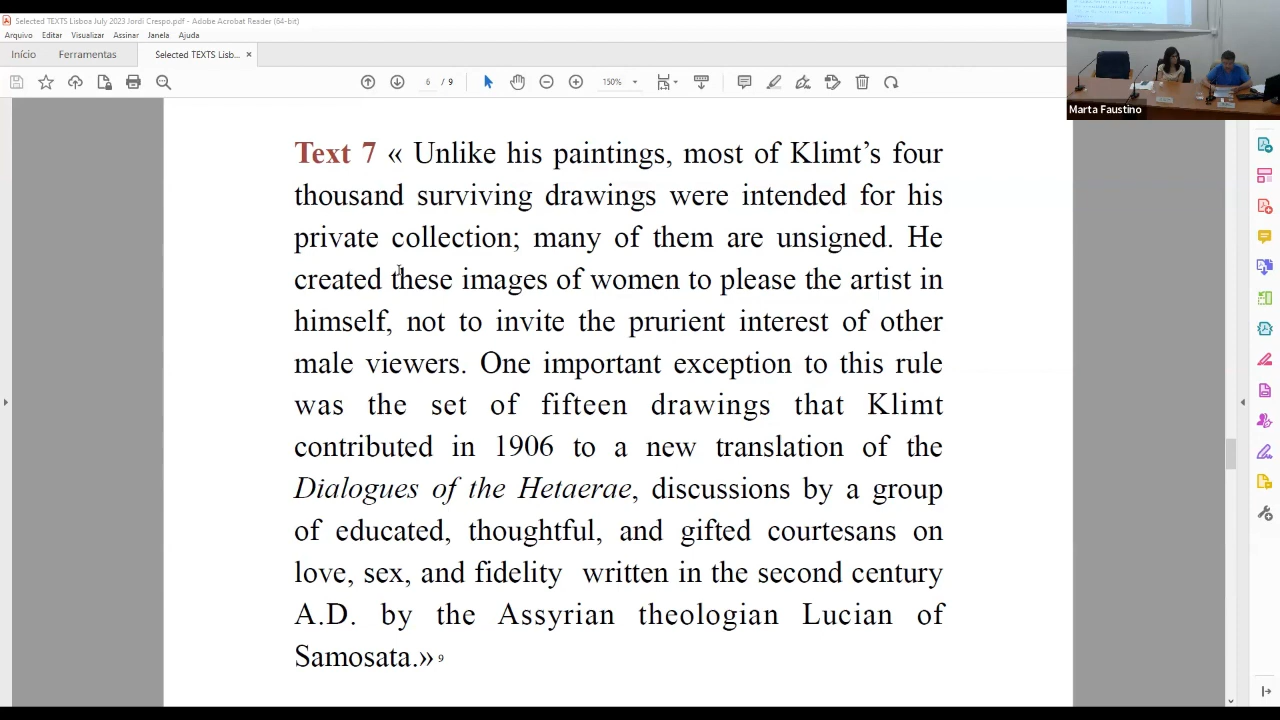 Selected TEXTS Lisboa July 2023 Jordi Crespo.pdf - Adobe Acrobat Reader (64-bit)
Arquivo Editar Visualizar Assinar Janela Ajuda
Início Ferramentas Selected TEXTS Lisb... ×
6 / 9 150%
Marta Faustino
Text 7 « Unlike his paintings, most of Klimt’s four
thousand surviving drawings were intended for his
private collection; many of them are unsigned. He
created these images of women to please the artist in
himself, not to invite the prurient interest of other
male viewers. One important exception to this rule
was the set of fifteen drawings that Klimt
contributed in 1906 to a new translation of the
Dialogues of the Hetaerae, discussions by a group
of educated, thoughtful, and gifted courtesans on
love, sex, and fidelity written in the second century
A.D. by the Assyrian theologian Lucian of
Samosata.» 9